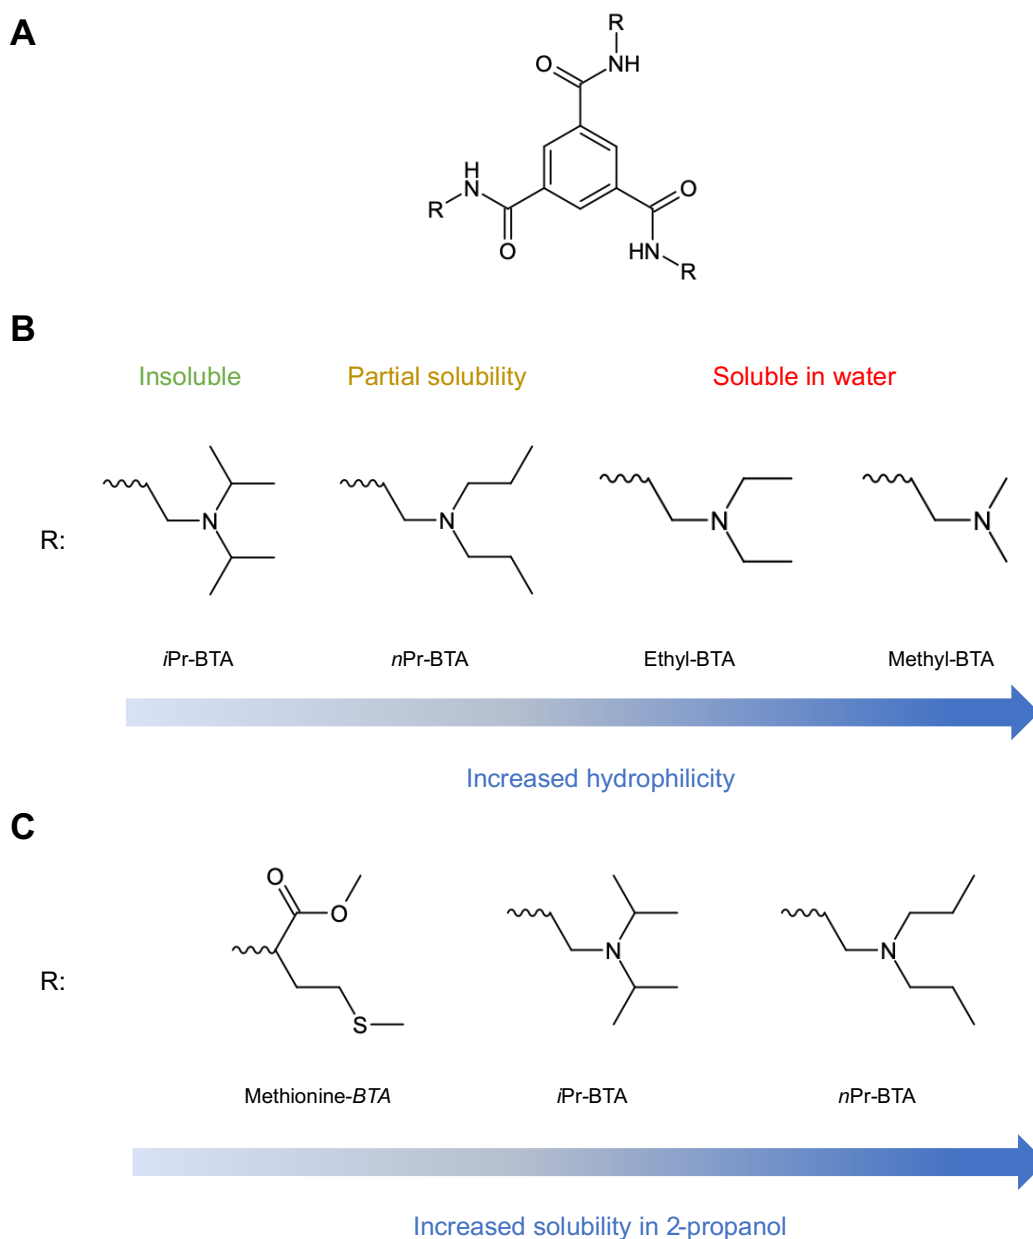 A
R
O
NH
H
N
O
R
O
HN
R
B
Insoluble
Partial solubility
Soluble in water
R:
N
N
N
N
iPr-BTA
nPr-BTA
Ethyl-BTA
Methyl-BTA
Increased hydrophilicity
C
O
O
R:
N
N
S
Methionine-BTA
iPr-BTA
nPr-BTA
Increased solubility in 2-propanol